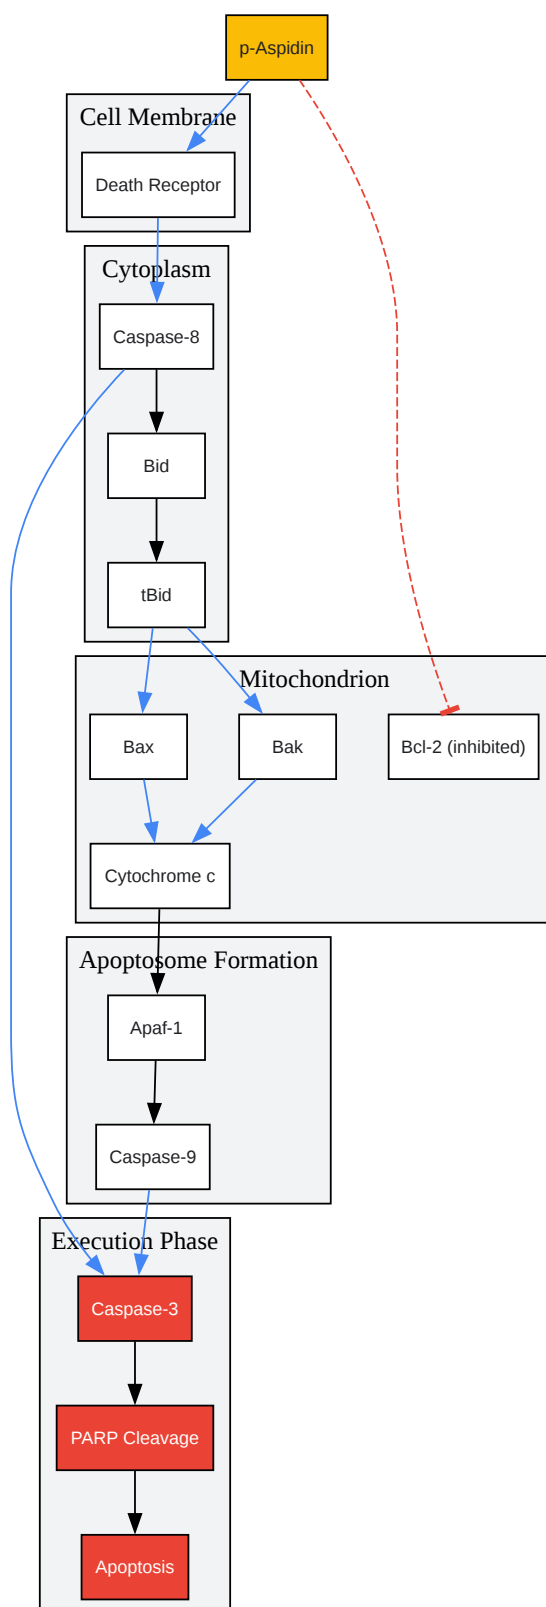 p-Aspidin
Cell Membrane
Death Receptor
Cytoplasm
Caspase-8
Bid
tBid
Mitochondrion
Bax
Bak
Bcl-2 (inhibited)
Cytochrome c
Apoptosome Formation
Apaf-1
Caspase-9
Execution Phase
Caspase-3
PARP Cleavage
Apoptosis